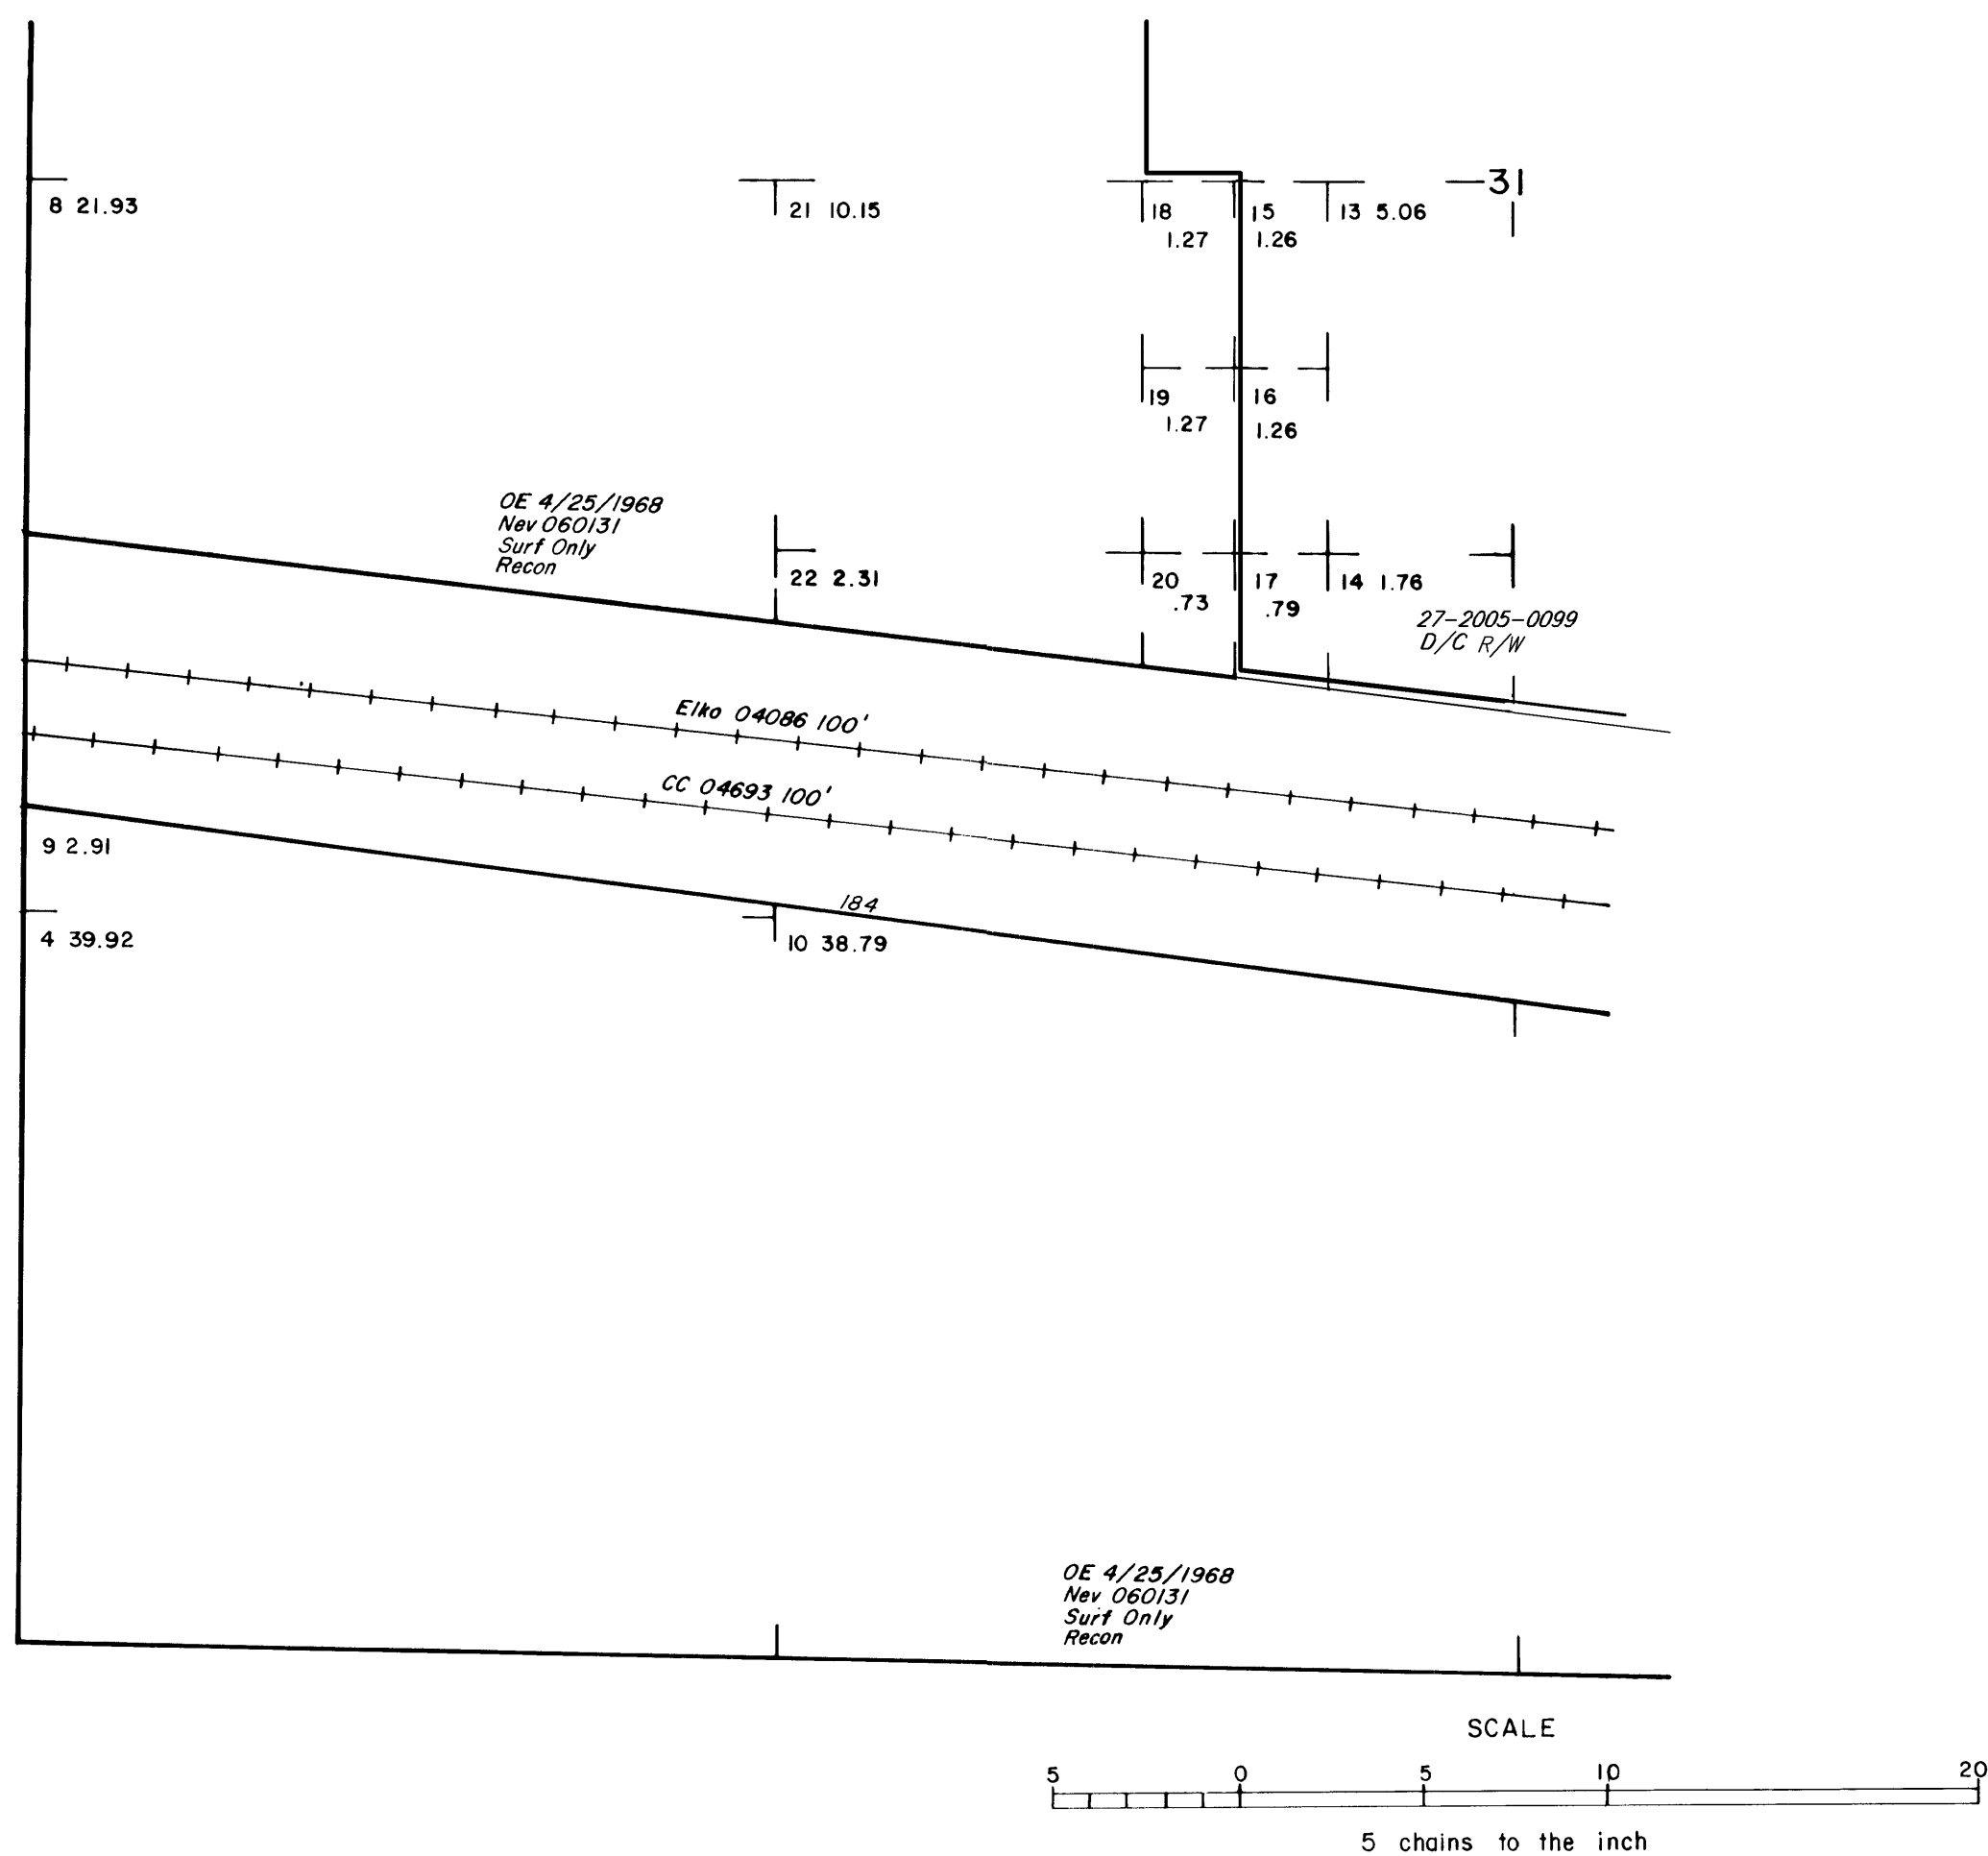 31
8 21.93
21 10.15
18
1.27
15
1.26
13 5.06
19
1.27
16
1.26
OE 4/25/1968
Nev 060131
Surf Only
Recon
22 2.31
20
.73
17
.79
14 1.76
27-2005-0099
D/C R/W
Elko 04086 100'
CC 04693 100'
9 2.91
184
4 39.92
10 38.79
OE 4/25/1968
Nev 060131
Surf Only
Recon
SCALE
5 0 5 10 20
5 chains to the inch